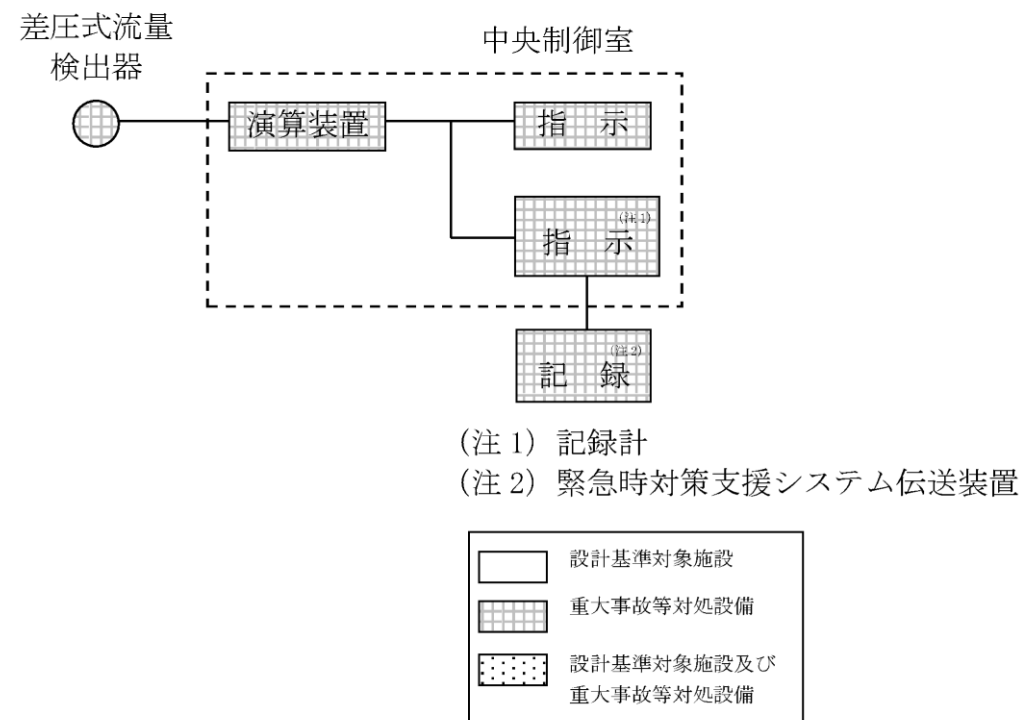 差圧式流量
検出器
中央制御室
演算装置
指　示
(注1)
指　示
(注2)
記　録
(注 1) 記録計
(注 2) 緊急時対策支援システム伝送装置
設計基準対象施設
重大事故等対処設備
設計基準対象施設及び
重大事故等対処設備